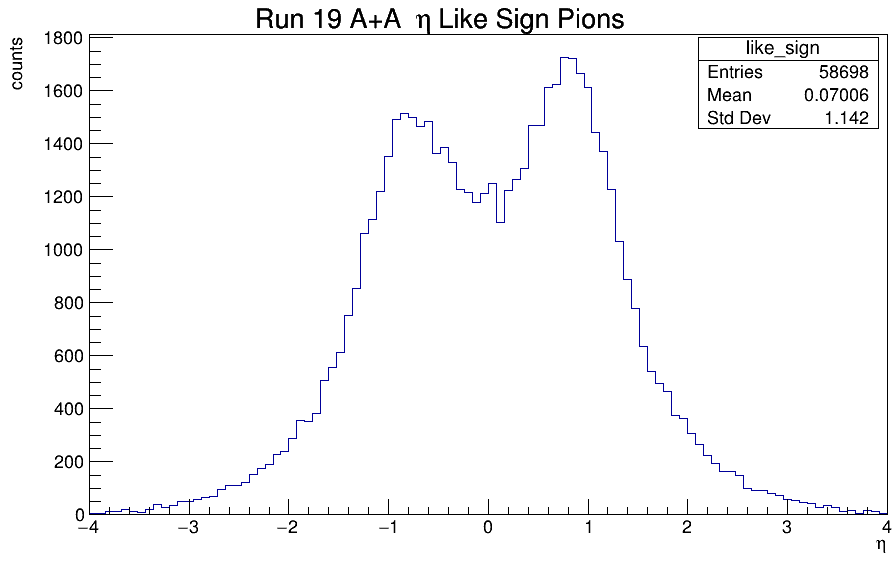 Run 19 A+A η Like Sign Pions
counts
like_sign
Entries 58698
Mean 0.07006
Std Dev 1.142
1800
1600
1400
1200
1000
800
600
400
200
0
−4 −3 −2 −1 0 1 2 3 4
η